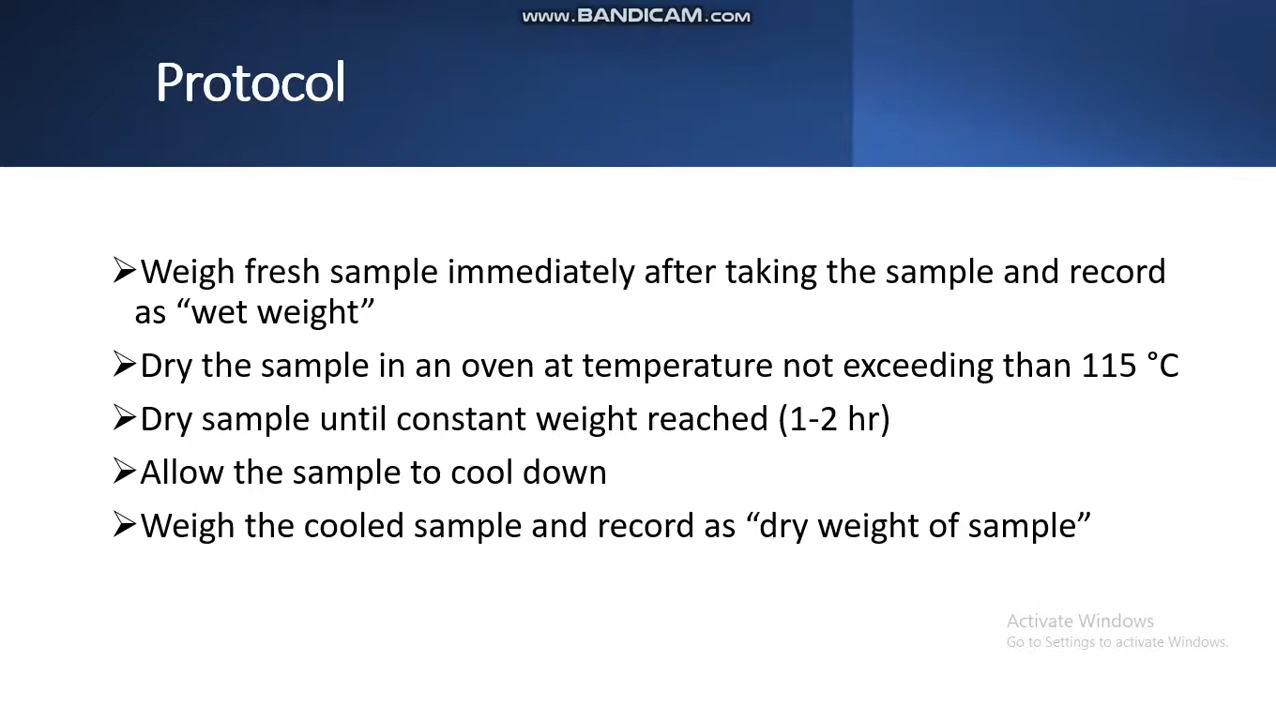 www.BANDICAM.com
Protocol
➢Weigh fresh sample immediately after taking the sample and record
as “wet weight”
➢Dry the sample in an oven at temperature not exceeding than 115 °C
➢Dry sample until constant weight reached (1-2 hr)
➢Allow the sample to cool down
➢Weigh the cooled sample and record as “dry weight of sample”
Activate Windows
Go to Settings to activate Windows.